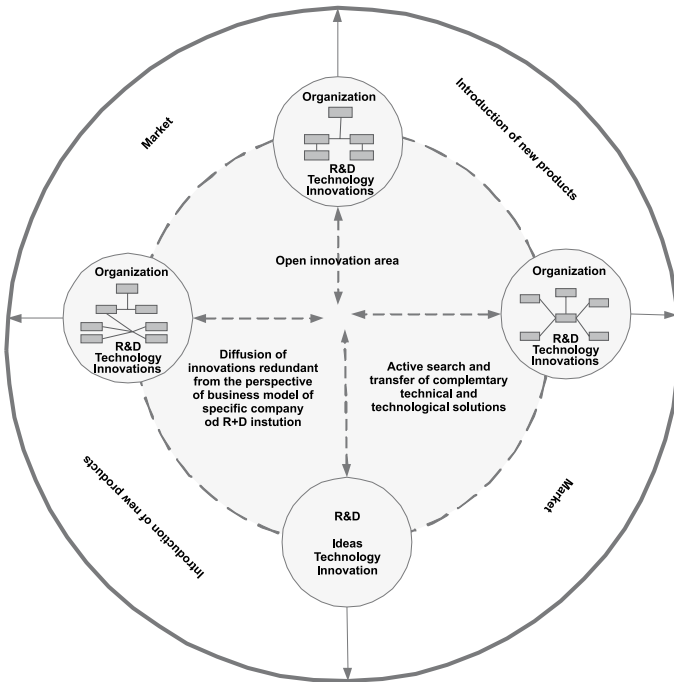 Organization
R&D
Technology
Innovations
Market
Introduction of new products
Open innovation area
Organization
R&D
Technology
Innovations
Organization
R&D
Technology
Innovations
Diffusion of
innovations redundant
from the perspective
of business model of
specific company
od R+D instution
Active search and
transfer of complemtary
technical and
technological solutions
Introduction of new products
Market
R&D
Ideas
Technology
Innovation